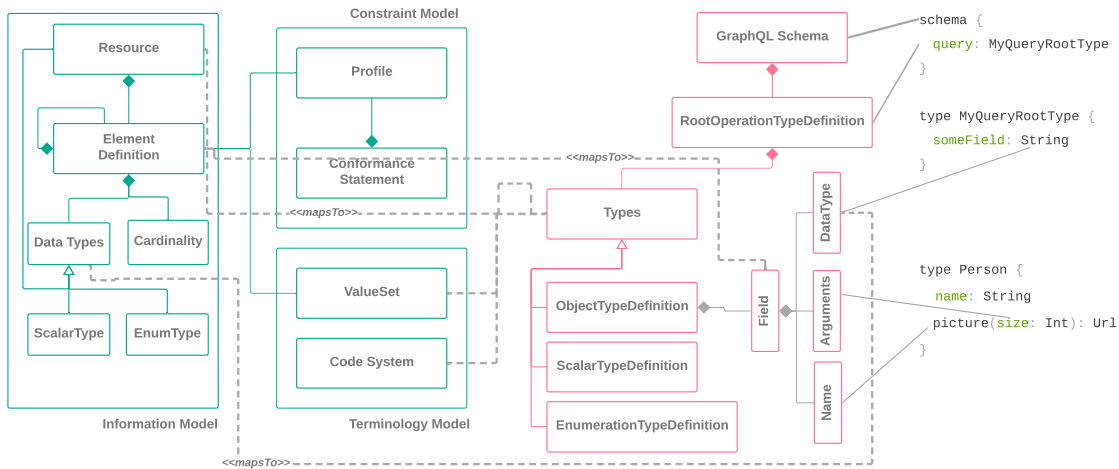 Constraint Model
Resource
Element
Definition
Data Types
Cardinality
ScalarType
EnumType
Information Model
Profile
Conformance
Statement
ValueSet
Code System
Terminology Model
<<mapsTo>>
<<mapsTo>>
<<mapsTo>>
GraphQL Schema
RootOperationTypeDefinition
Types
ObjectTypeDefinition
ScalarTypeDefinition
EnumerationTypeDefinition
Field
DataType
Arguments
Name
schema {
query: MyQueryRootType
}
type MyQueryRootType {
someField: String
}
type Person {
name: String
picture(size: Int): Url
}